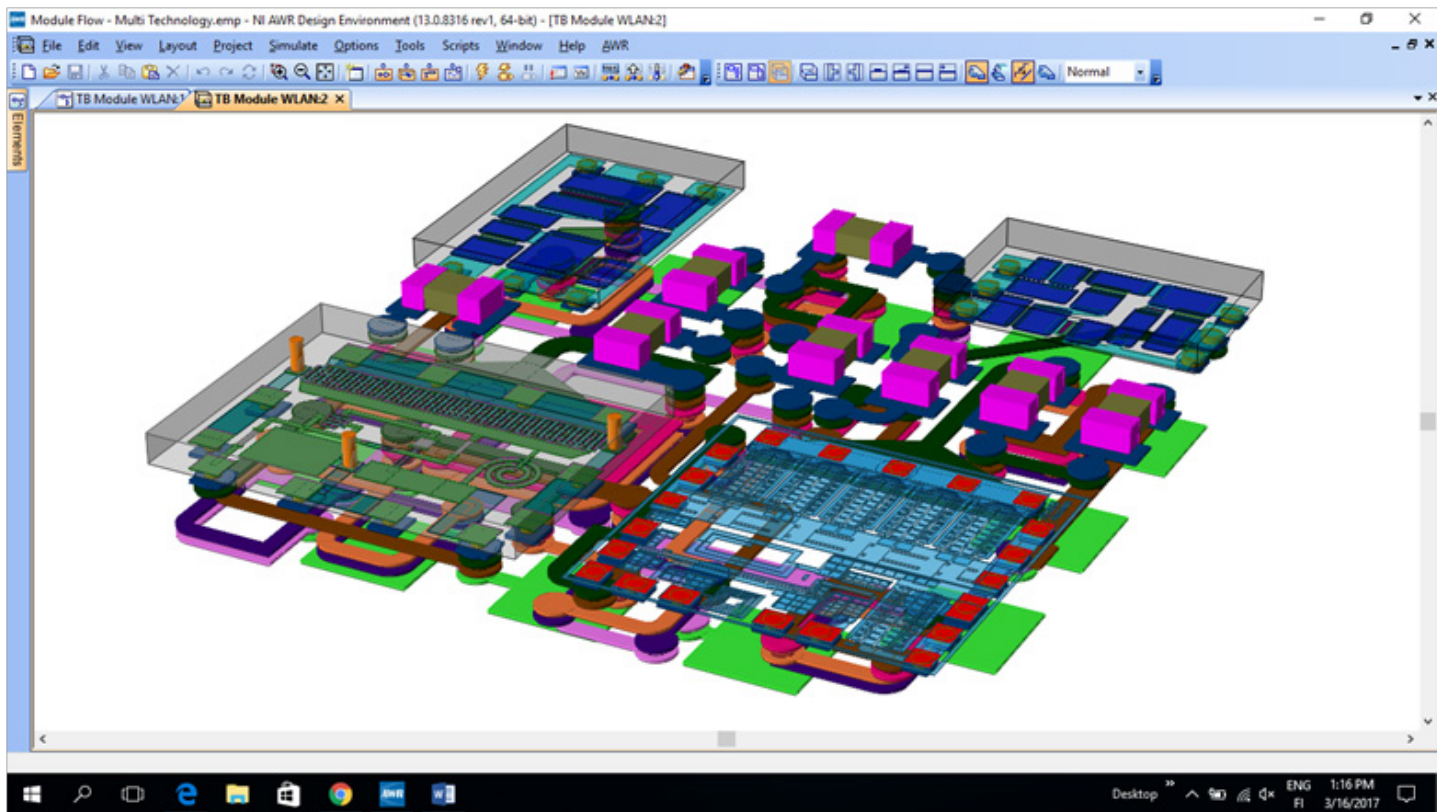 AWR Module Flow - Multi Technology.emp - NI AWR Design Environment (13.0.8316 rev1, 64-bit) - [TB Module WLAN:2]
File Edit View Layout Project Simulate Options Tools Scripts Window Help AWR
Normal
TB Module WLAN:1 TB Module WLAN:2
Elements
AWR
Desktop
ENG 1:16 PM
FI 3/16/2017